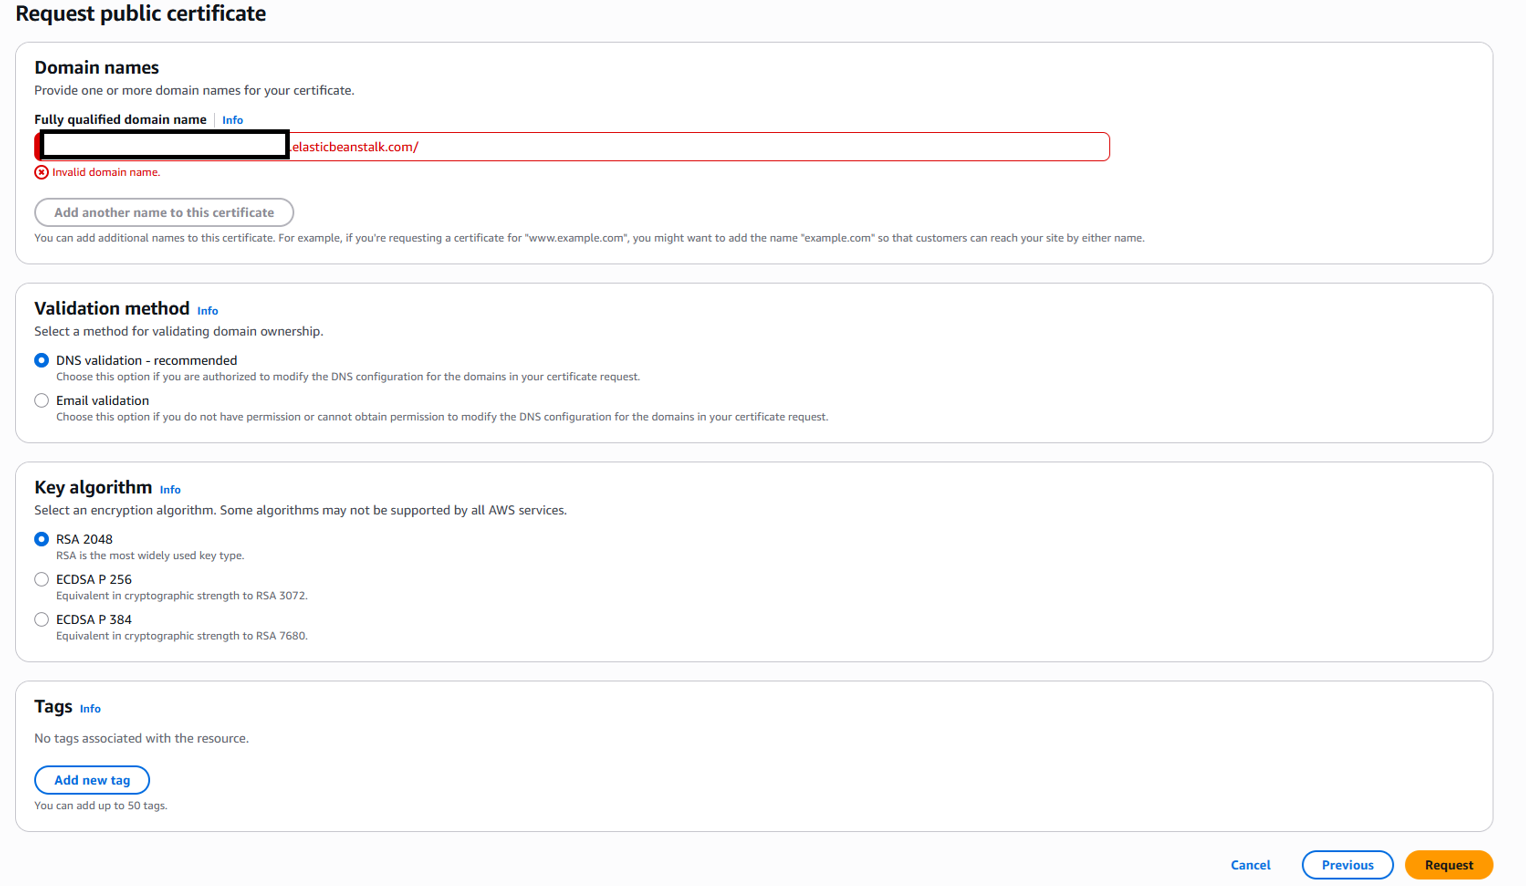 Request public certificate
Domain names
Provide one or more domain names for your certificate.
Fully qualified domain name Info
.elasticbeanstalk.com/
Invalid domain name.
Add another name to this certificate
You can add additional names to this certificate. For example, if you're requesting a certificate for "www.example.com", you might want to add the name "example.com" so that customers can reach your site by either name.
Validation method Info
Select a method for validating domain ownership.
DNS validation - recommended
Choose this option if you are authorized to modify the DNS configuration for the domains in your certificate request.
Email validation
Choose this option if you do not have permission or cannot obtain permission to modify the DNS configuration for the domains in your certificate request.
Key algorithm Info
Select an encryption algorithm. Some algorithms may not be supported by all AWS services.
RSA 2048
RSA is the most widely used key type.
ECDSA P 256
Equivalent in cryptographic strength to RSA 3072.
ECDSA P 384
Equivalent in cryptographic strength to RSA 7680.
Tags Info
No tags associated with the resource.
Add new tag
You can add up to 50 tags.
Cancel Previous Request